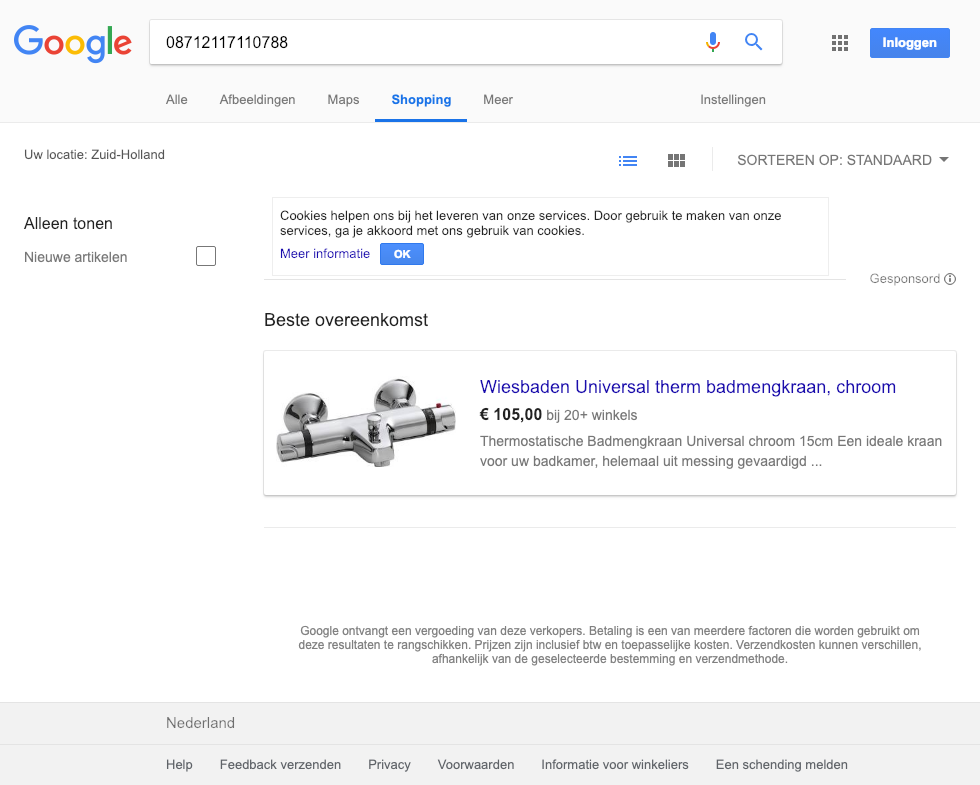 Google
08712117110788
Inloggen
Alle Afbeeldingen Maps Shopping Meer Instellingen
Uw locatie: Zuid-Holland
SORTEREN OP: STANDAARD
Alleen tonen
Nieuwe artikelen
Cookies helpen ons bij het leveren van onze services. Door gebruik te maken van onze
services, ga je akkoord met ons gebruik van cookies.
Meer informatie OK
Gesponsord
Beste overeenkomst
Wiesbaden Universal therm badmengkraan, chroom
€ 105,00 bij 20+ winkels
Thermostatische Badmengkraan Universal chroom 15cm Een ideale kraan
voor uw badkamer, helemaal uit messing gevaardigd ...
Google ontvangt een vergoeding van deze verkopers. Betaling is een van meerdere factoren die worden gebruikt om
deze resultaten te rangschikken. Prijzen zijn inclusief btw en toepasselijke kosten. Verzendkosten kunnen verschillen,
afhankelijk van de geselecteerde bestemming en verzendmethode.
Nederland
Help Feedback verzenden Privacy Voorwaarden Informatie voor winkeliers Een schending melden